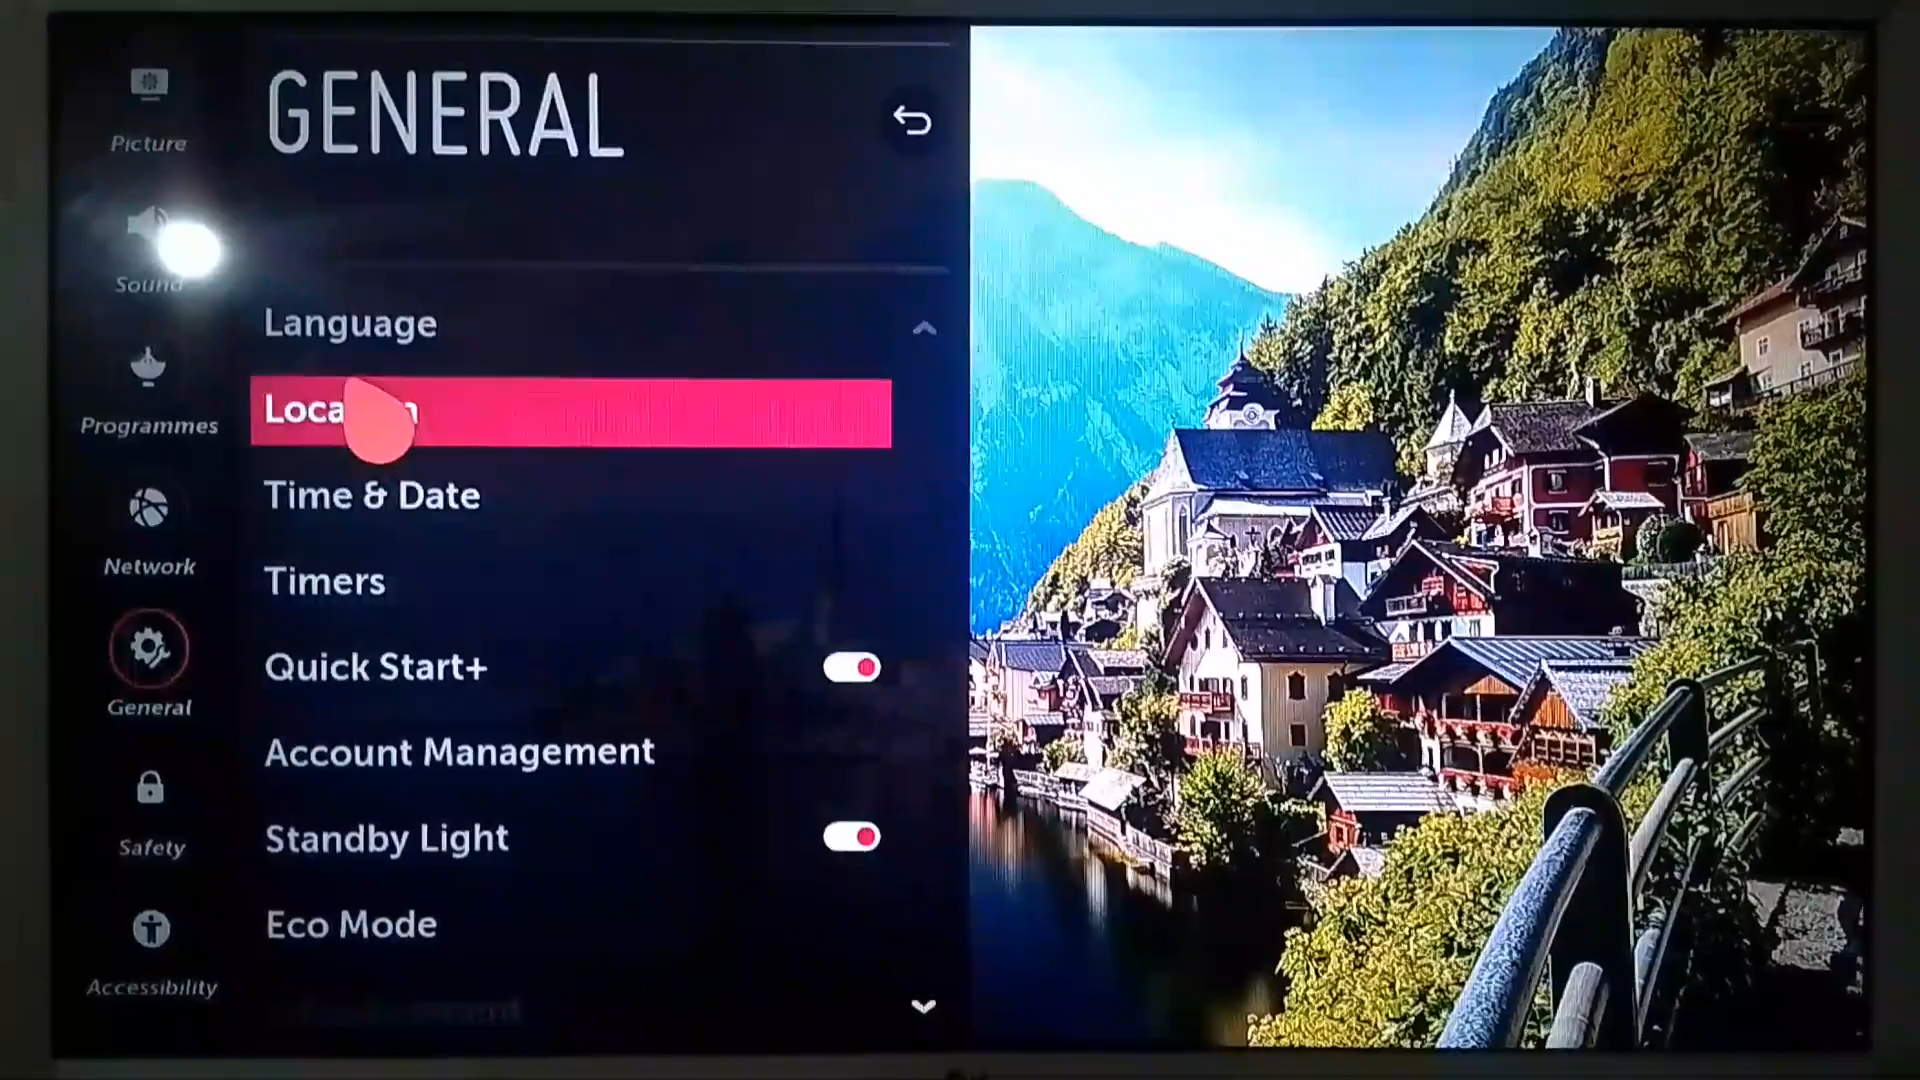 GENERAL
Picture
Sound
Programmes
Network
General
Safety
Accessibility
Language
Location
Time & Date
Timers
Quick Start+
Account Management
Standby Light
Eco Mode